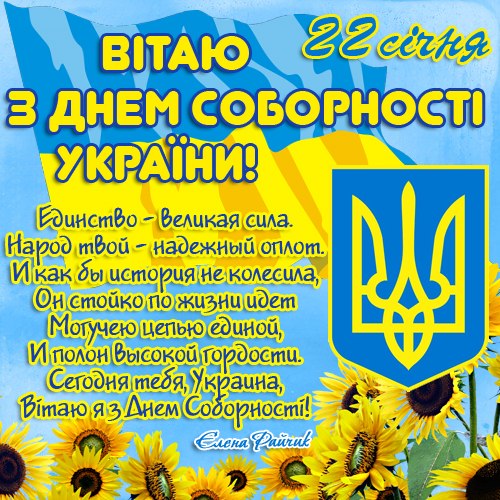 22 січня
ВІТАЮ
З ДНЕМ СОБОРНОСТІ
УКРАЇНИ!
Единство - великая сила.
Народ твой - надежный оплот.
И как бы история не колесила,
Он стойко по жизни идет
Могучею цепью единой,
И полон высокой гордости.
Сегодня тебя, Украина,
Вітаю я з Днем Соборності!
Єлена Райчик